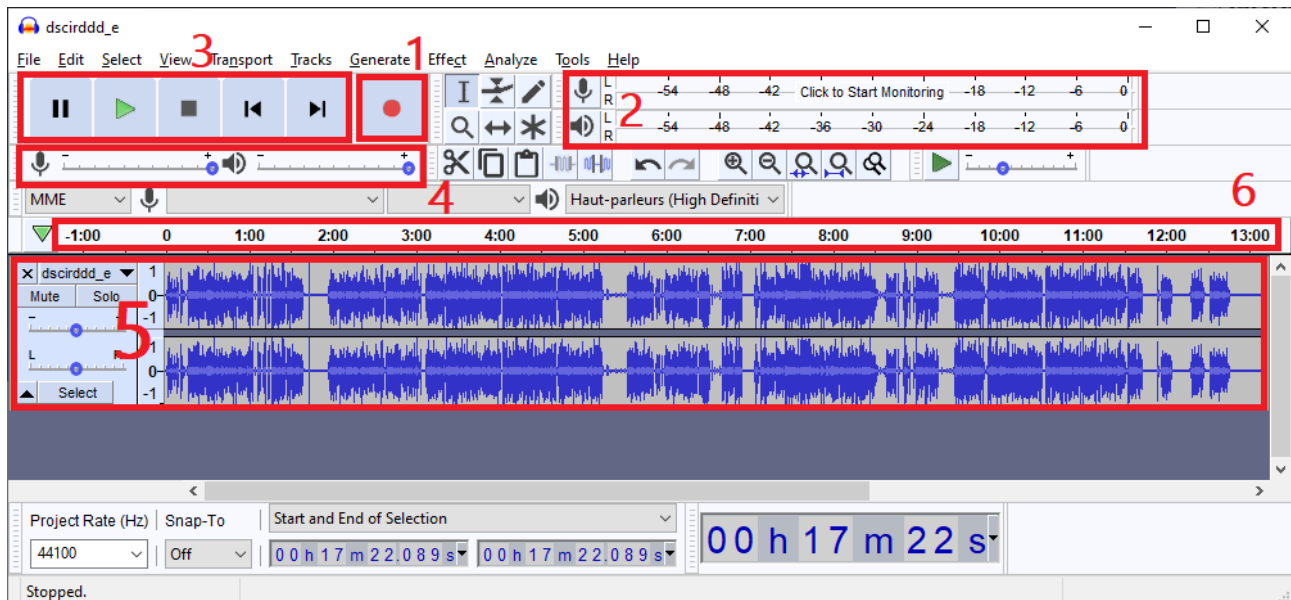 dscirddd_e
File Edit Select View Transport Tracks Generate Effect Analyze Tools Help
3 1
L R -54 -48 -42 Click to Start Monitoring -18 -12 -6 0
2
L R -54 -48 -42 -36 -30 -24 -18 -12 -6 0
- + - + - +
4 6
MME Haut-parleurs (High Definiti
-1:00 0 1:00 2:00 3:00 4:00 5:00 6:00 7:00 8:00 9:00 10:00 11:00 12:00 13:00
dscirddd_e 1
Mute Solo 0
- + -1
5
L R 1
0
Select -1
Project Rate (Hz) Snap-To Start and End of Selection
44100 Off 00h17m22.089s 00h17m22.089s 00h17m22s
Stopped.